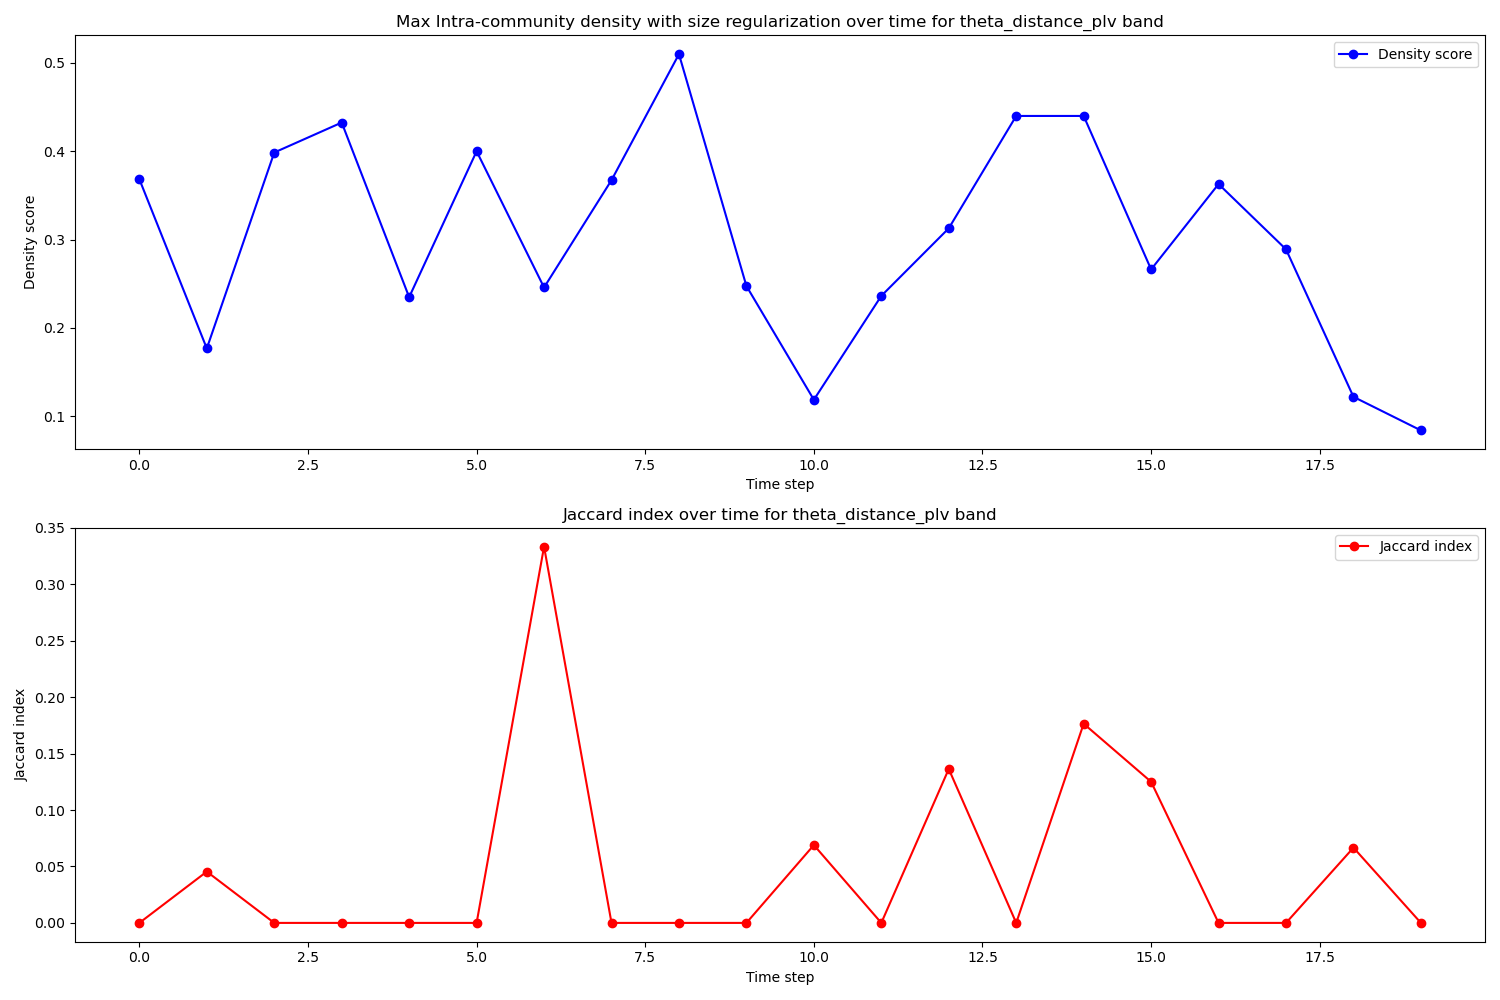 Max Intra-community density with size regularization over time for theta_distance_plv band
Density score
0.5
0.4
0.3
0.2
0.1
Density score
0.0 2.5 5.0 7.5 10.0 12.5 15.0 17.5
Time step
Jaccard index over time for theta_distance_plv band
Jaccard index
0.35
0.30
0.25
0.20
0.15
0.10
0.05
0.00
Jaccard index
0.0 2.5 5.0 7.5 10.0 12.5 15.0 17.5
Time step